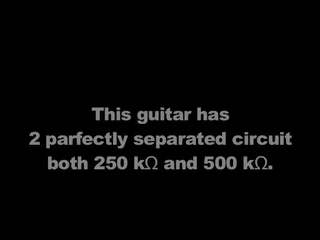 This guitar has
2 parfectly separated circuit
both 250 kΩ and 500 kΩ.